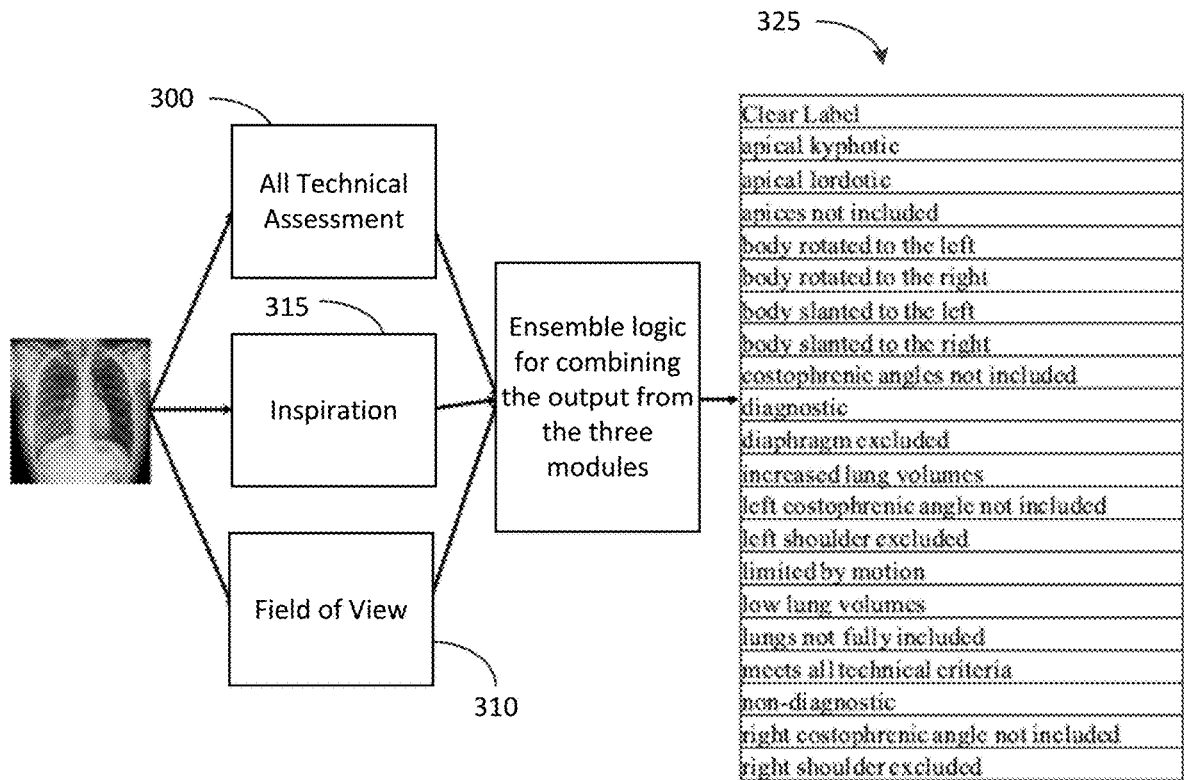 325
300
All Technical
Assessment
315
Inspiration
Field of View
310
Ensemble logic
for combining
the output from
the three
modules
Clear Label
apical kyphotic
apical lordotic
apices not included
body rotated to the left
body rotated to the right
body slanted to the left
body slanted to the right
costophrenic angles not included
diagnostic
diaphragm excluded
increased lung volumes
left costophrenic angle not included
left shoulder excluded
limited by motion
low lung volumes
lungs not fully included
meets all technical criteria
non-diagnostic
right costophrenic angle not included
right shoulder excluded